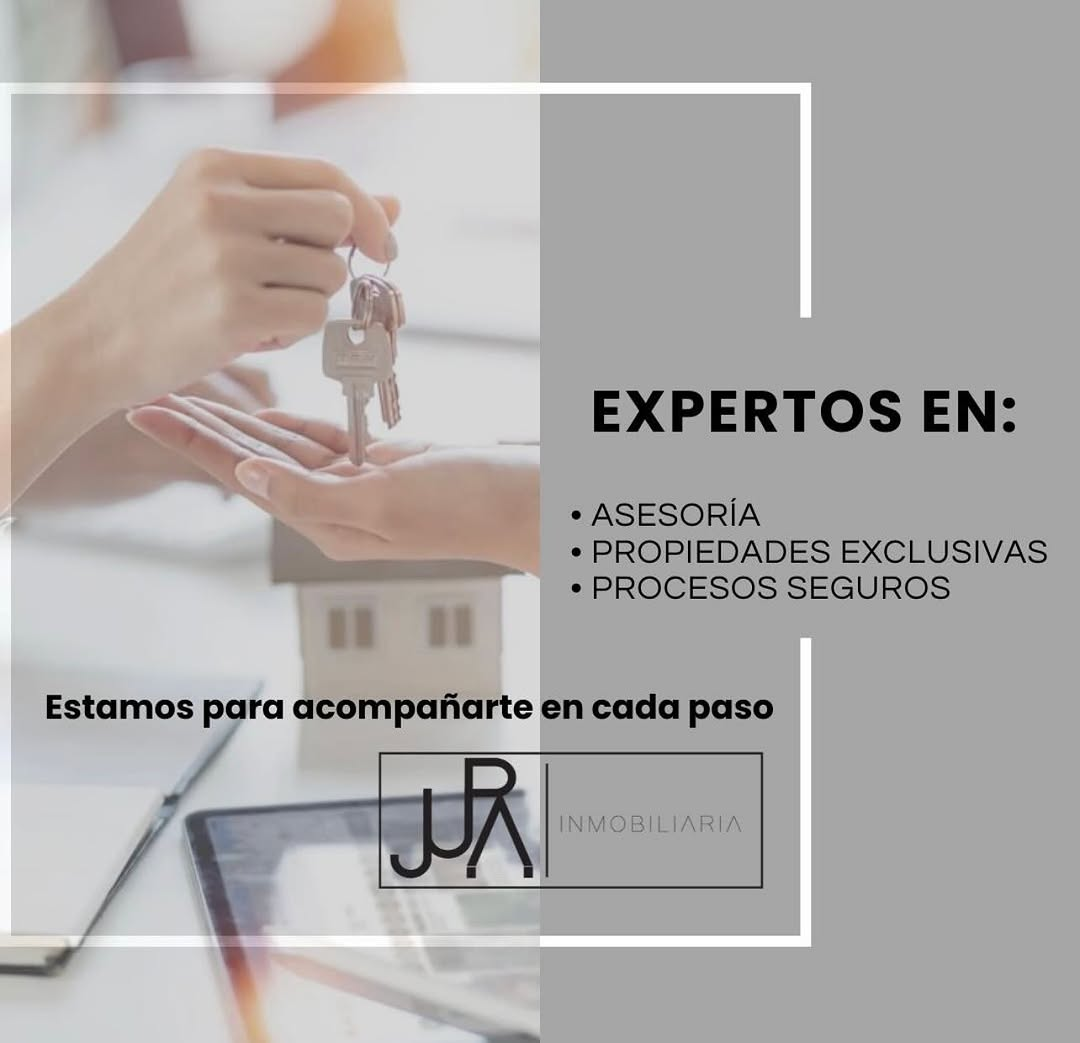 EXPERTOS EN:
• ASESORÍA
• PROPIEDADES EXCLUSIVAS
• PROCESOS SEGUROS
Estamos para acompañarte en cada paso
JURA INMOBILIARIA